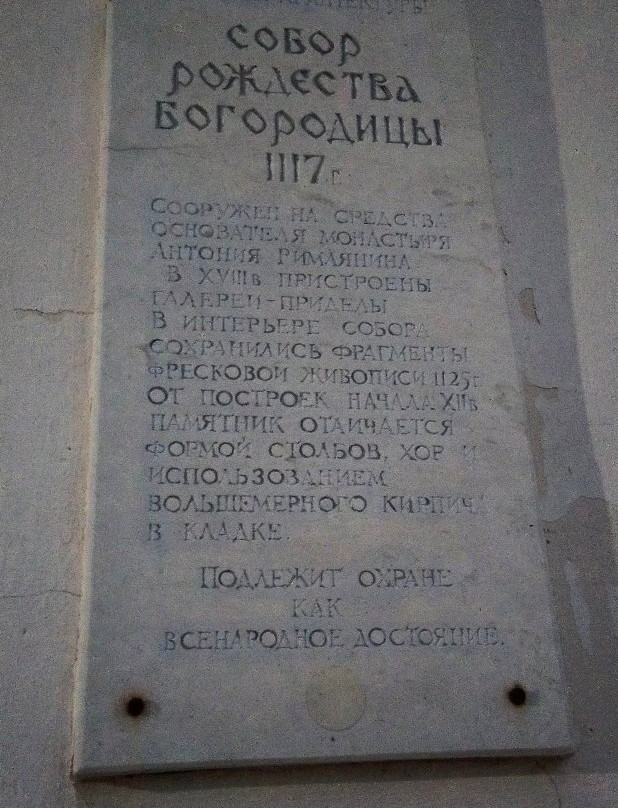 АРХИТЕКТУРЫ
СОБОР
РОЖДЕСТВА
БОГОРОДИЦЫ
1117 г.
СООРУЖЕН НА СРЕДСТВА
ОСНОВАТЕЛЯ МОНАСТЫРЯ
АНТОНИЯ РИМЛЯНИНА
В XVIII в ПРИСТРОЕНЫ
ГАЛЕРЕИ-ПРИДЕЛЫ
В ИНТЕРЬЕРЕ СОБОРА
СОХРАНИЛИСЬ ФРАГМЕНТЫ
ФРЕСКОВОЙ ЖИВОПИСИ 1125 г
ОТ ПОСТРОЕК НАЧАЛА XII в
ПАМЯТНИК ОТЛИЧАЕТСЯ
ФОРМОЙ СТОЛБОВ, ХОР И
ИСПОЛЬЗОВАНИЕМ
БОЛЬШЕМЕРНОГО КИРПИЧА
В КЛАДКЕ.
ПОДЛЕЖИТ ОХРАНЕ
КАК
ВСЕНАРОДНОЕ ДОСТОЯНИЕ.